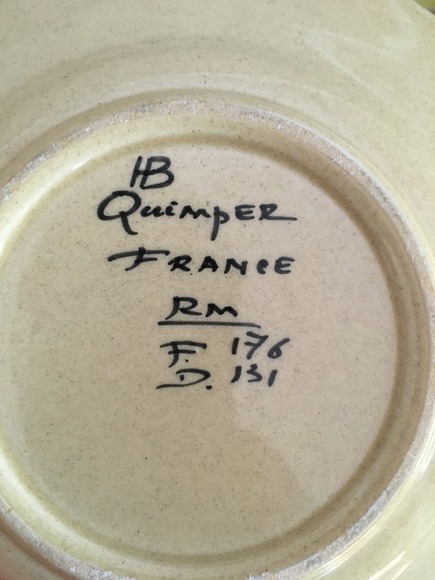 HB
QuimpER
FRANCE
RM
F. 176
D. 131